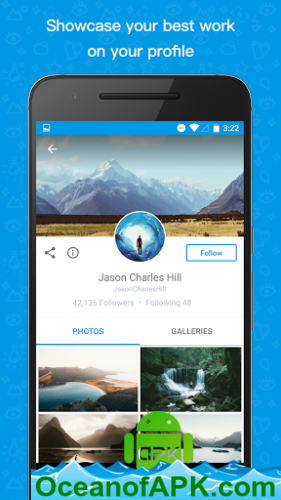 Showcase your best work
on your profile
3:22
Jason Charles Hill
JasonCharlesHill
Follow
42,136 Followers • Following 48
PHOTOS
GALLERIES
APK
OceanofAPK.com